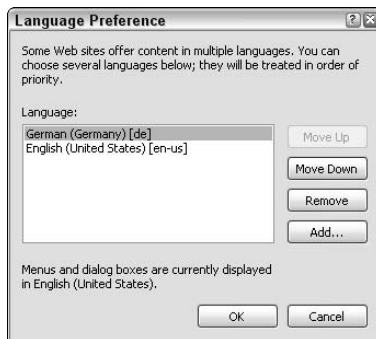 Language Preference
Some Web sites offer content in multiple languages. You can
choose several languages below; they will be treated in order of
priority.
Language:
German (Germany) [de]
English (United States) [en-us]
Move Up
Move Down
Remove
Add...
Menus and dialog boxes are currently displayed
in English (United States).
OK
Cancel